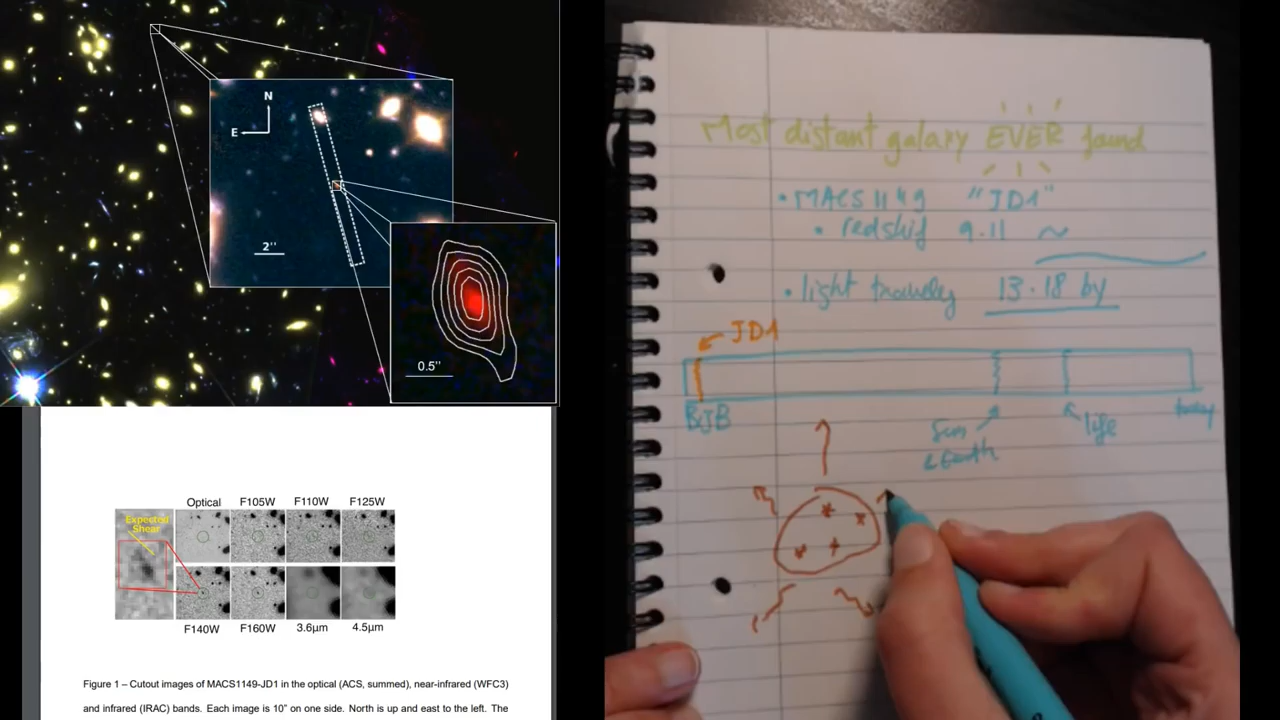 N
E
2"
0.5"
Optical F105W F110W F125W
Expected
Shear
F140W F160W 3.6μm 4.5μm
Figure 1 – Cutout images of MACS1149-JD1 in the optical (ACS, summed), near-infrared (WFC3)
and infrared (IRAC) bands. Each image is 10" on one side. North is up and east to the left. The
Most distant galaxy EVER found
• MACS 1149 "JD1"
• redshif 9.11 ~
• light 13.18 by
JD1
today
Sun
& Earth
life